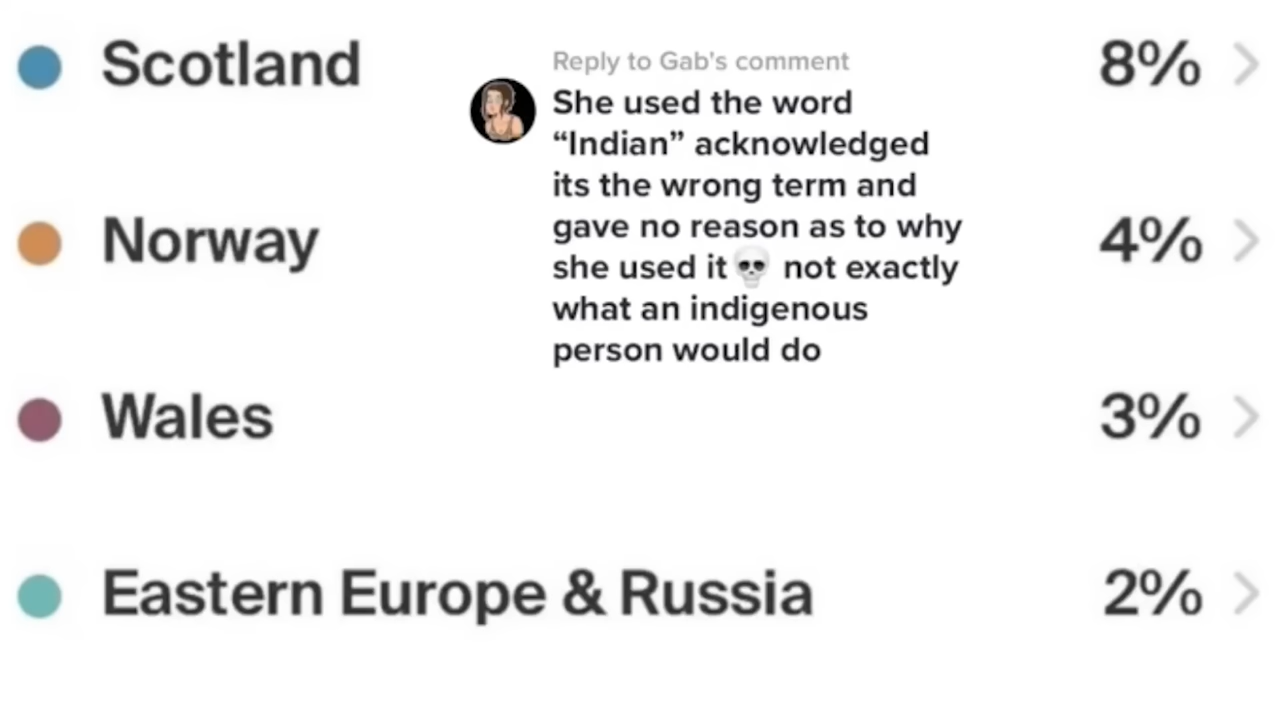 Scotland 8%
Reply to Gab's comment
She used the word
“Indian” acknowledged
its the wrong term and
gave no reason as to why
she used it💀 not exactly
what an indigenous
person would do
Norway 4%
Wales 3%
Eastern Europe & Russia 2%